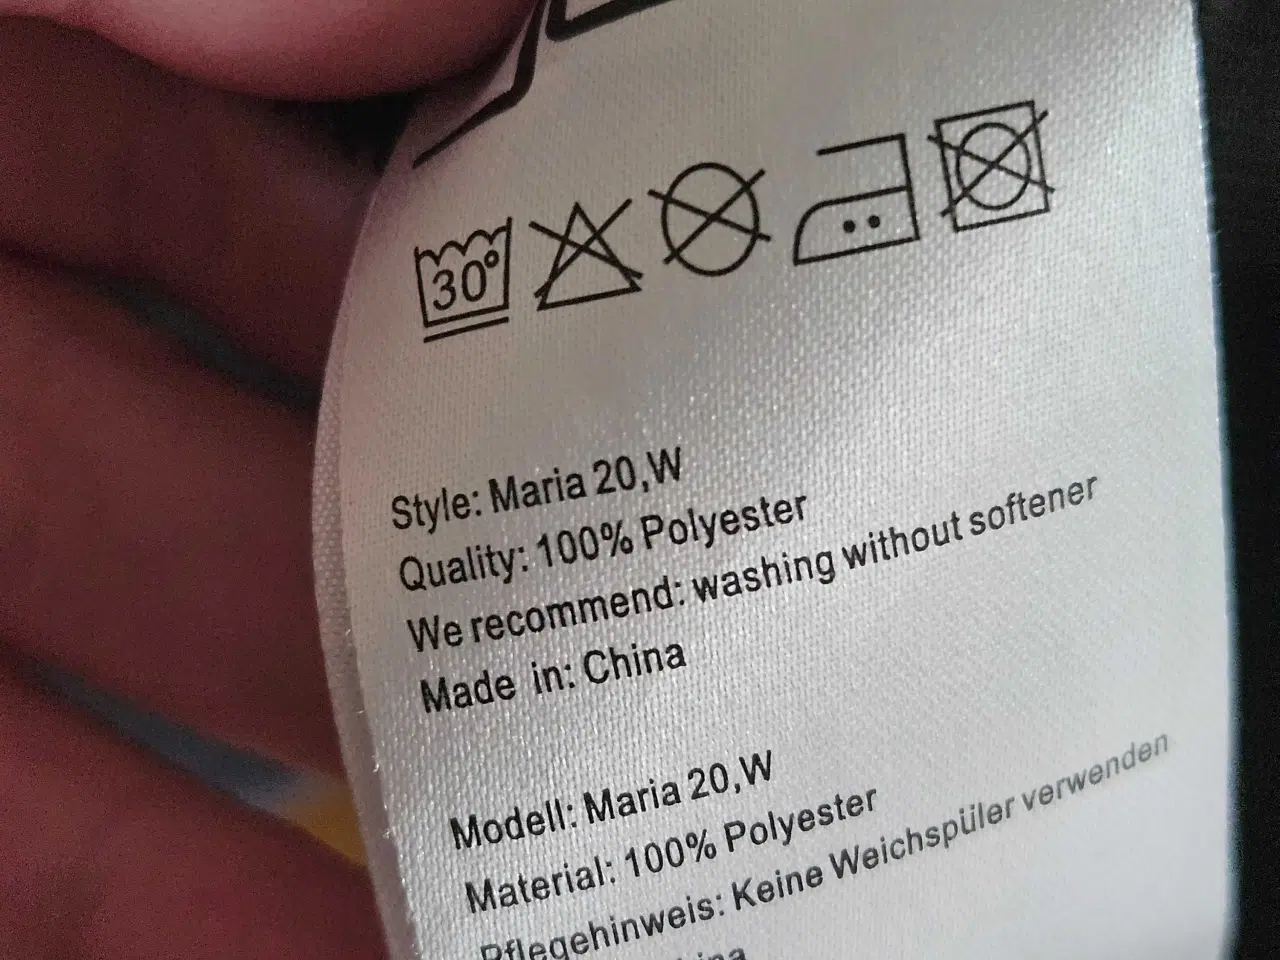 30°
Style: Maria 20,W
Quality: 100% Polyester
We recommend: washing without softener
Made in: China
Modell: Maria 20,W
Material: 100% Polyester
Pflegehinweis: Keine Weichspüler verwenden